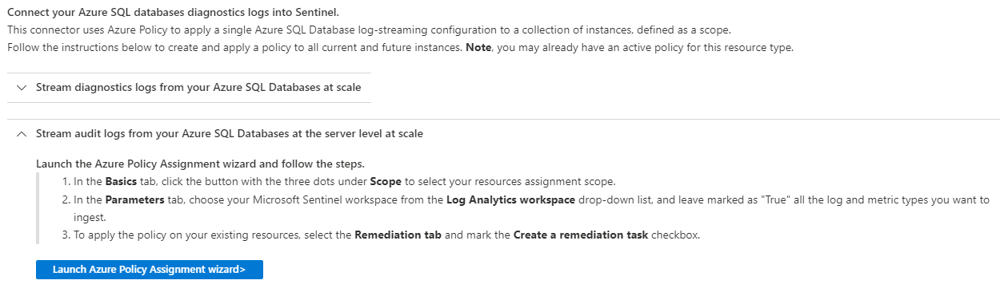 Connect your Azure SQL databases diagnostics logs into Sentinel.
This connector uses Azure Policy to apply a single Azure SQL Database log-streaming configuration to a collection of instances, defined as a scope.
Follow the instructions below to create and apply a policy to all current and future instances. Note, you may already have an active policy for this resource type.
Stream diagnostics logs from your Azure SQL Databases at scale
Stream audit logs from your Azure SQL Databases at the server level at scale
Launch the Azure Policy Assignment wizard and follow the steps.
1. In the Basics tab, click the button with the three dots under Scope to select your resources assignment scope.
2. In the Parameters tab, choose your Microsoft Sentinel workspace from the Log Analytics workspace drop-down list, and leave marked as "True" all the log and metric types you want to
ingest.
3. To apply the policy on your existing resources, select the Remediation tab and mark the Create a remediation task checkbox.
Launch Azure Policy Assignment wizard>